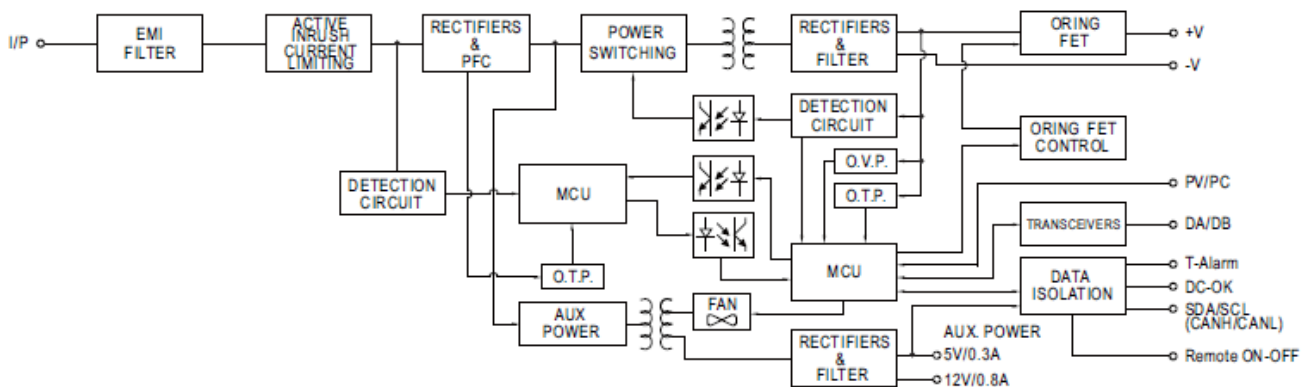 I/P
EMI
FILTER
ACTIVE
INRUSH
CURRENT
LIMITING
RECTIFIERS
&
PFC
POWER
SWITCHING
RECTIFIERS
&
FILTER
ORING
FET
+V
-V
DETECTION
CIRCUIT
ORING FET
CONTROL
O.V.P.
O.T.P.
DETECTION
CIRCUIT
MCU
PV/PC
TRANSCEIVERS
DA/DB
O.T.P.
MCU
DATA
ISOLATION
T-Alarm
DC-OK
SDA/SCL
(CANH/CANL)
AUX
POWER
FAN
RECTIFIERS
&
FILTER
AUX. POWER
5V/0.3A
12V/0.8A
Remote ON-OFF